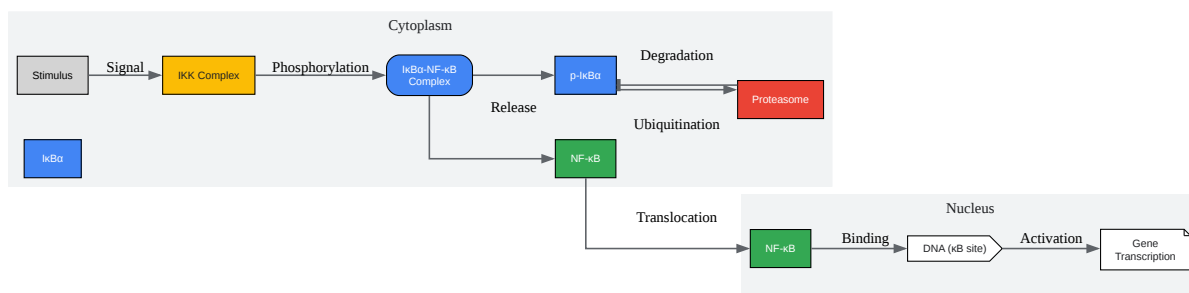 Cytoplasm
Stimulus
Signal
IKK Complex
Phosphorylation
IκBα-NF-κB
Complex
p-IκBα
Degradation
Proteasome
Release
Ubiquitination
IκBα
NF-κB
Translocation
Nucleus
NF-κB
Binding
DNA (κB site)
Activation
Gene
Transcription